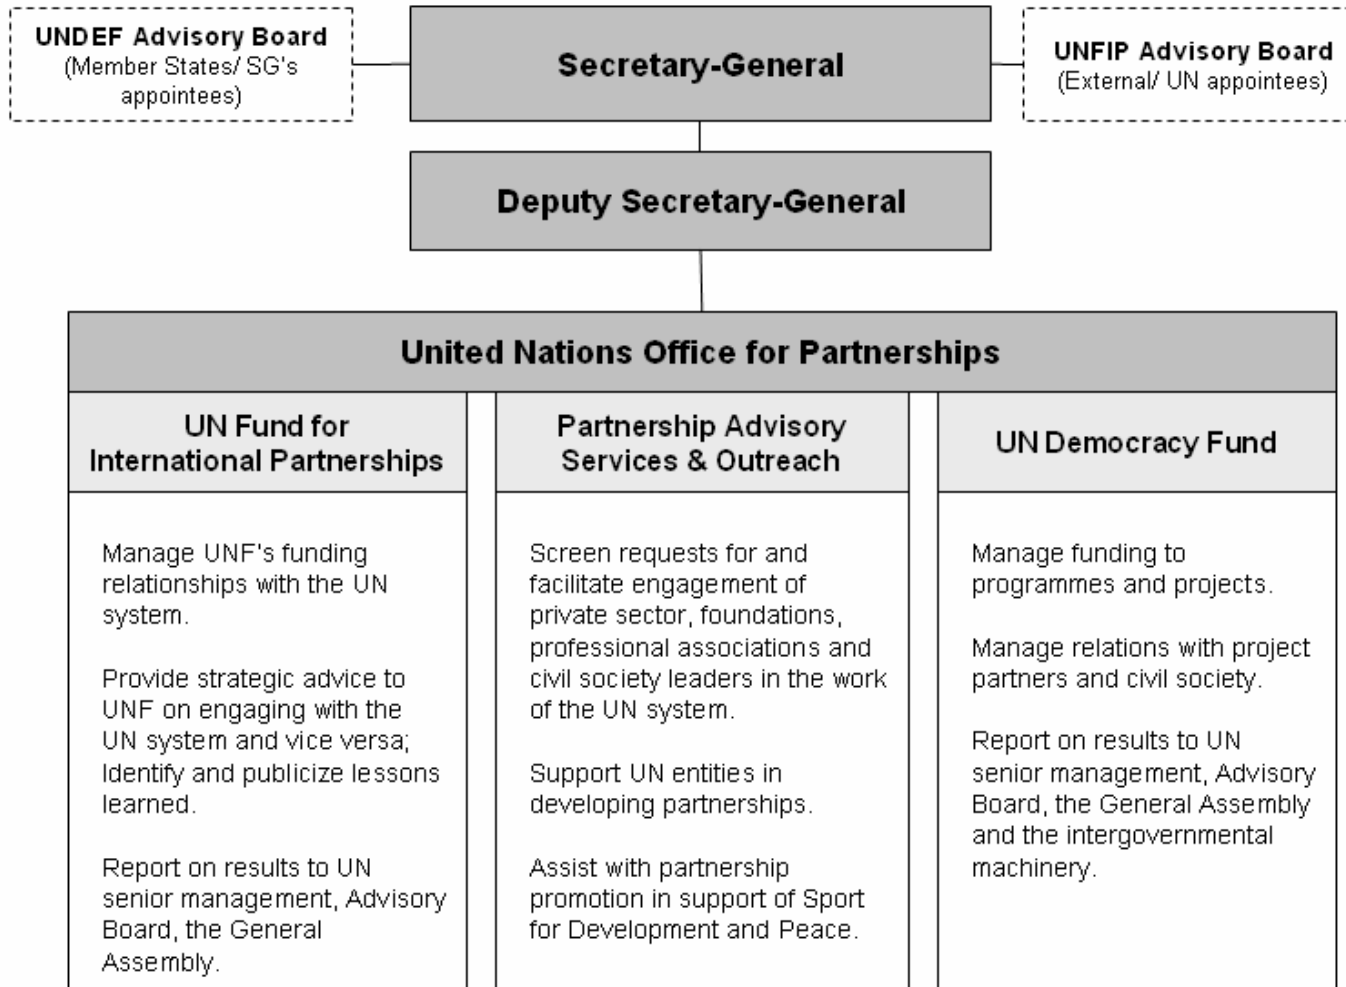 UNDEF Advisory Board
(Member States/ SG's
appointees)
Secretary-General
UNFIP Advisory Board
(External/ UN appointees)
Deputy Secretary-General
United Nations Office for Partnerships
UN Fund for
International Partnerships
Manage UNF's funding
relationships with the UN
system.
Provide strategic advice to
UNF on engaging with the
UN system and vice versa;
Identify and publicize lessons
learned.
Report on results to UN
senior management, Advisory
Board, the General
Assembly.
Partnership Advisory
Services & Outreach
Screen requests for and
facilitate engagement of
private sector, foundations,
professional associations and
civil society leaders in the work
of the UN system.
Support UN entities in
developing partnerships.
Assist with partnership
promotion in support of Sport
for Development and Peace.
UN Democracy Fund
Manage funding to
programmes and projects.
Manage relations with project
partners and civil society.
Report on results to UN
senior management, Advisory
Board, the General Assembly
and the intergovernmental
machinery.